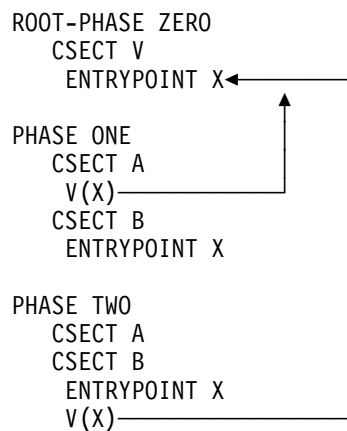 ROOT-PHASE ZERO
CSECT V
ENTRYPOINT X
PHASE ONE
CSECT A
V(X)
CSECT B
ENTRYPOINT X
PHASE TWO
CSECT A
CSECT B
ENTRYPOINT X
V(X)